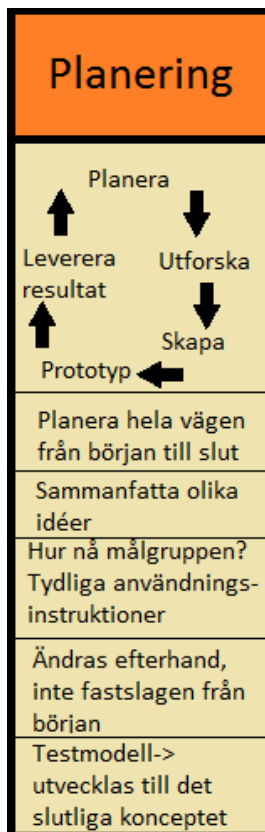 Planering
Planera
Leverera
resultat
Utforska
Skapa
Prototyp
Planera hela vägen
från början till slut
Sammanfatta olika
idéer
Hur nå målgruppen?
Tydliga användnings-
instruktioner
Ändras efterhand,
inte fastslagen från
början
Testmodell->
utvecklas till det
slutliga konceptet